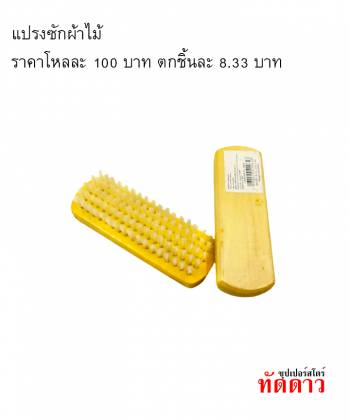 แปรงซักผ้าไม้
ราคาโหลละ 100 บาท ตกชิ้นละ 8.33 บาท
ซุปเปอร์สโตร์
ทัดดาว